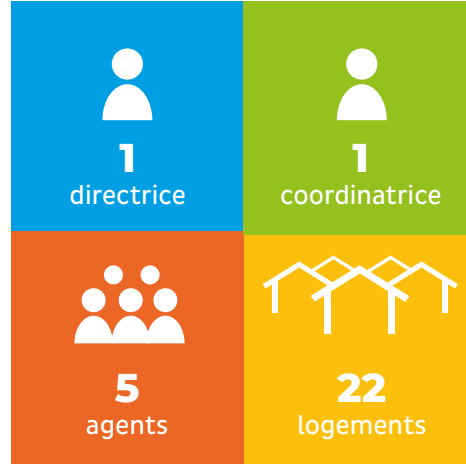 1
directrice
1
coordinatrice
5
agents
22
logements